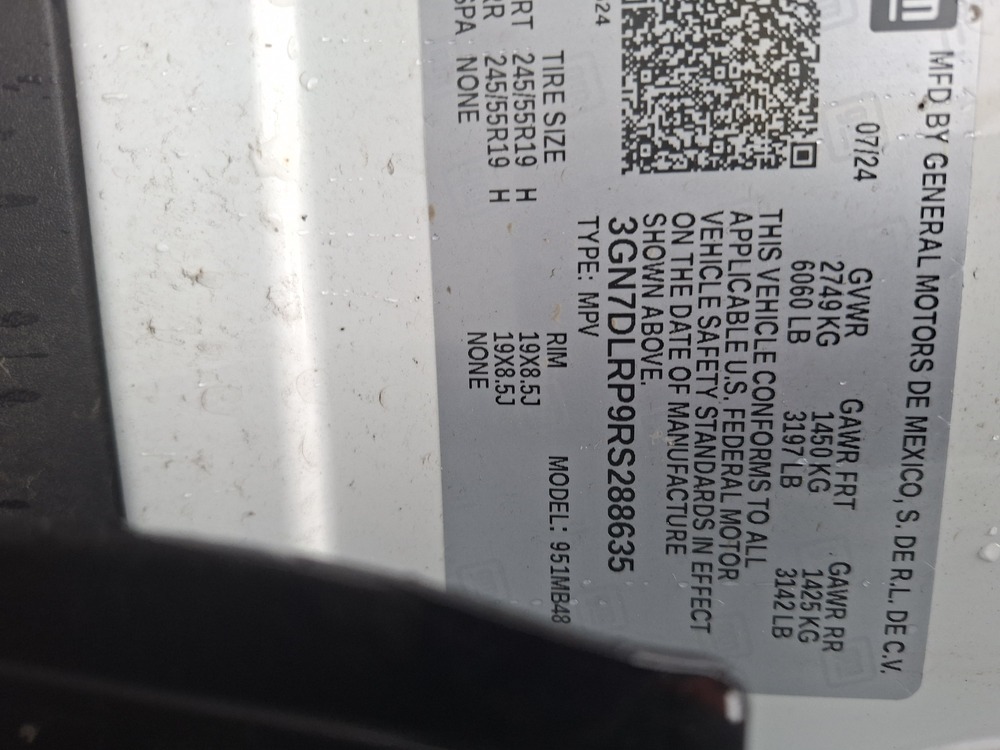 gm
MFD BY GENERAL MOTORS DE MEXICO, S. DE R.L. DE C.V.
07/24
GVWR GAWR FRT GAWR RR
2749 KG 1450 KG 1425 KG
6060 LB 3197 LB 3142 LB
THIS VEHICLE CONFORMS TO ALL
APPLICABLE U.S. FEDERAL MOTOR
VEHICLE SAFETY STANDARDS IN EFFECT
ON THE DATE OF MANUFACTURE
SHOWN ABOVE.
3GN7DLRP9RS288635
TYPE: MPV
24
MODEL: 951MB48
TIRE SIZE RIM
RT 245/55R19 H 19X8.5J
RR 245/55R19 H 19X8.5J
SPA NONE NONE